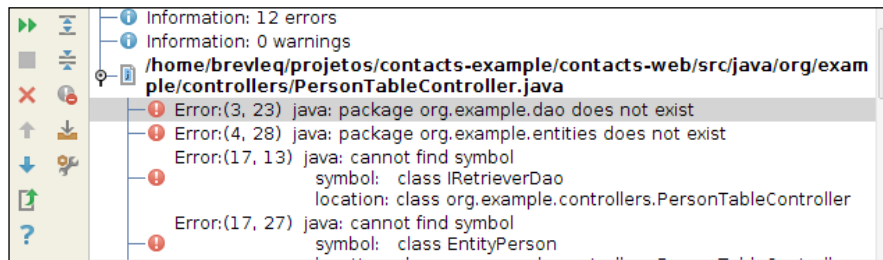 Information: 12 errors
Information: 0 warnings
/home/brevleq/projetos/contacts-example/contacts-web/src/java/org/exam
ple/controllers/PersonTableController.java
Error:(3, 23) java: package org.example.dao does not exist
Error:(4, 28) java: package org.example.entities does not exist
Error:(17, 13) java: cannot find symbol
symbol: class IRetrieverDao
location: class org.example.controllers.PersonTableController
Error:(17, 27) java: cannot find symbol
symbol: class EntityPerson